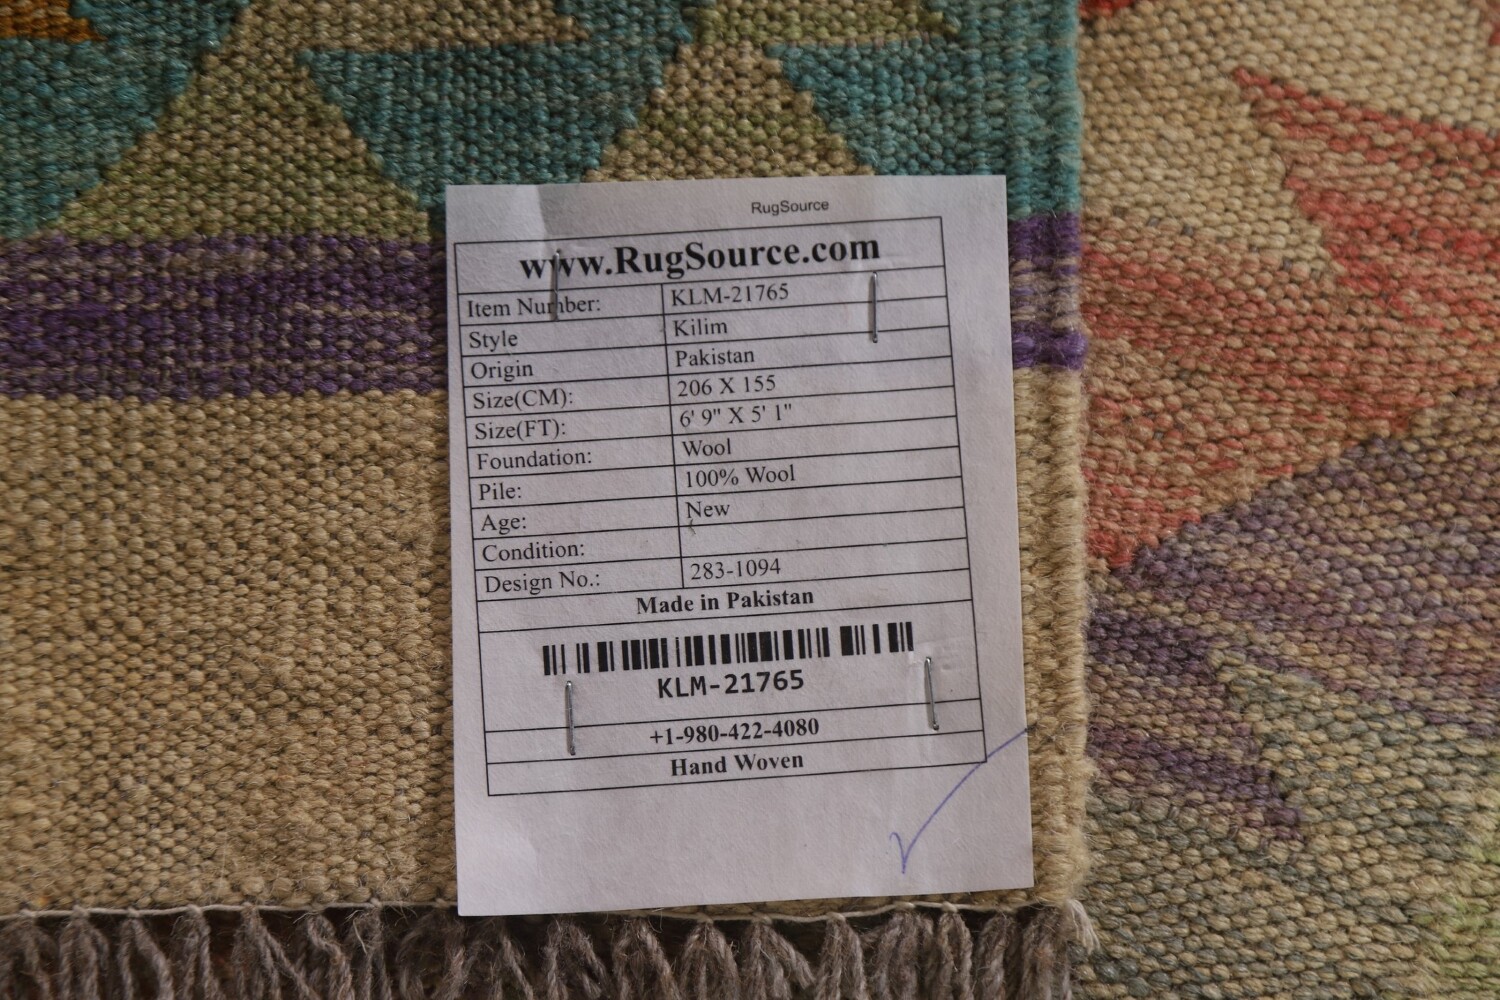 RugSource
www.RugSource.com
Item Number: KLM-21765
Style Kilim
Origin Pakistan
Size(CM): 206 X 155
Size(FT): 6' 9" X 5' 1"
Foundation: Wool
Pile: 100% Wool
Age: New
Condition:
Design No.: 283-1094
Made in Pakistan
KLM-21765
+1-980-422-4080
Hand Woven